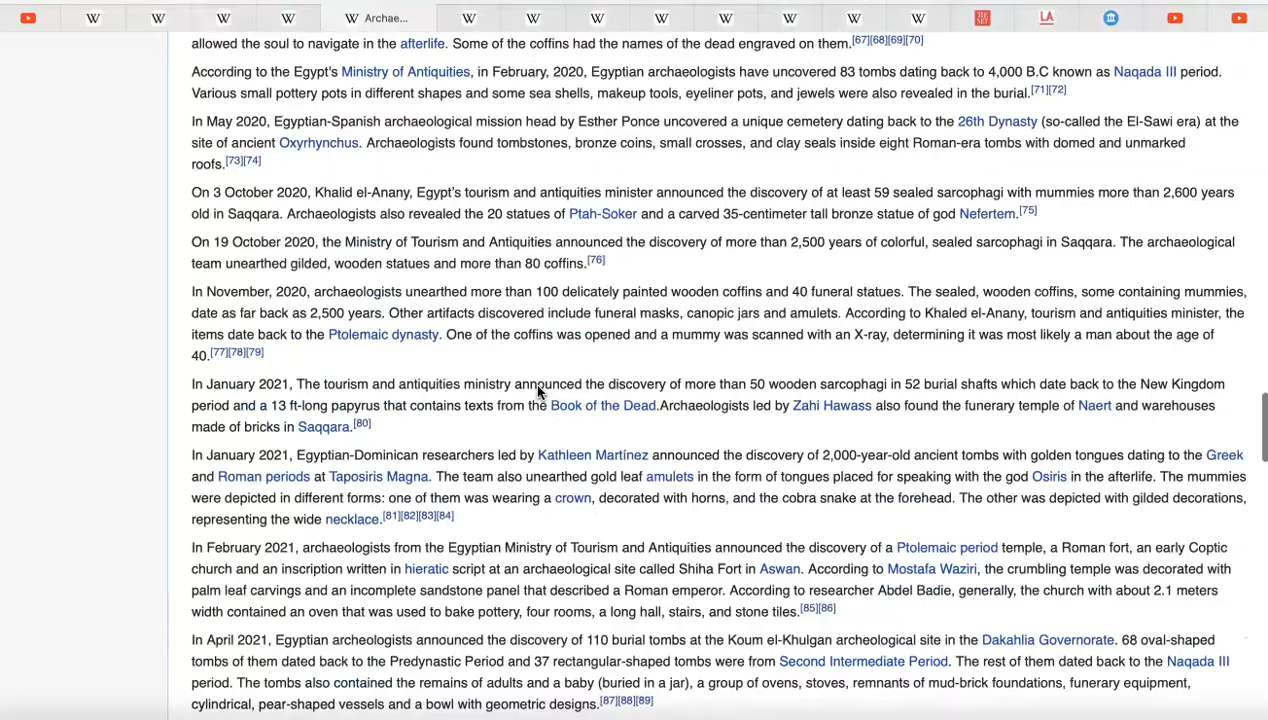 Archae...
allowed the soul to navigate in the afterlife. Some of the coffins had the names of the dead engraved on them.[67][68][69][70]
According to the Egypt's Ministry of Antiquities, in February, 2020, Egyptian archaeologists have uncovered 83 tombs dating back to 4,000 B.C known as Naqada III period.
Various small pottery pots in different shapes and some sea shells, makeup tools, eyeliner pots, and jewels were also revealed in the burial.[71][72]
In May 2020, Egyptian-Spanish archaeological mission head by Esther Ponce uncovered a unique cemetery dating back to the 26th Dynasty (so-called the El-Sawi era) at the
site of ancient Oxyrhynchus. Archaeologists found tombstones, bronze coins, small crosses, and clay seals inside eight Roman-era tombs with domed and unmarked
roofs.[73][74]
On 3 October 2020, Khalid el-Anany, Egypt's tourism and antiquities minister announced the discovery of at least 59 sealed sarcophagi with mummies more than 2,600 years
old in Saqqara. Archaeologists also revealed the 20 statues of Ptah-Soker and a carved 35-centimeter tall bronze statue of god Nefertem.[75]
On 19 October 2020, the Ministry of Tourism and Antiquities announced the discovery of more than 2,500 years of colorful, sealed sarcophagi in Saqqara. The archaeological
team unearthed gilded, wooden statues and more than 80 coffins.[76]
In November, 2020, archaeologists unearthed more than 100 delicately painted wooden coffins and 40 funeral statues. The sealed, wooden coffins, some containing mummies,
date as far back as 2,500 years. Other artifacts discovered include funeral masks, canopic jars and amulets. According to Khaled el-Anany, tourism and antiquities minister, the
items date back to the Ptolemaic dynasty. One of the coffins was opened and a mummy was scanned with an X-ray, determining it was most likely a man about the age of
40.[77][78][79]
In January 2021, The tourism and antiquities ministry announced the discovery of more than 50 wooden sarcophagi in 52 burial shafts which date back to the New Kingdom
period and a 13 ft-long papyrus that contains texts from the Book of the Dead.Archaeologists led by Zahi Hawass also found the funerary temple of Naert and warehouses
made of bricks in Saqqara.[80]
In January 2021, Egyptian-Dominican researchers led by Kathleen Martínez announced the discovery of 2,000-year-old ancient tombs with golden tongues dating to the Greek
and Roman periods at Taposiris Magna. The team also unearthed gold leaf amulets in the form of tongues placed for speaking with the god Osiris in the afterlife. The mummies
were depicted in different forms: one of them was wearing a crown, decorated with horns, and the cobra snake at the forehead. The other was depicted with gilded decorations,
representing the wide necklace.[81][82][83][84]
In February 2021, archaeologists from the Egyptian Ministry of Tourism and Antiquities announced the discovery of a Ptolemaic period temple, a Roman fort, an early Coptic
church and an inscription written in hieratic script at an archaeological site called Shiha Fort in Aswan. According to Mostafa Waziri, the crumbling temple was decorated with
palm leaf carvings and an incomplete sandstone panel that described a Roman emperor. According to researcher Abdel Badie, generally, the church with about 2.1 meters
width contained an oven that was used to bake pottery, four rooms, a long hall, stairs, and stone tiles.[85][86]
In April 2021, Egyptian archeologists announced the discovery of 110 burial tombs at the Koum el-Khulgan archeological site in the Dakahlia Governorate. 68 oval-shaped
tombs of them dated back to the Predynastic Period and 37 rectangular-shaped tombs were from Second Intermediate Period. The rest of them dated back to the Naqada III
period. The tombs also contained the remains of adults and a baby (buried in a jar), a group of ovens, stoves, remnants of mud-brick foundations, funerary equipment,
cylindrical, pear-shaped vessels and a bowl with geometric designs.[87][88][89]